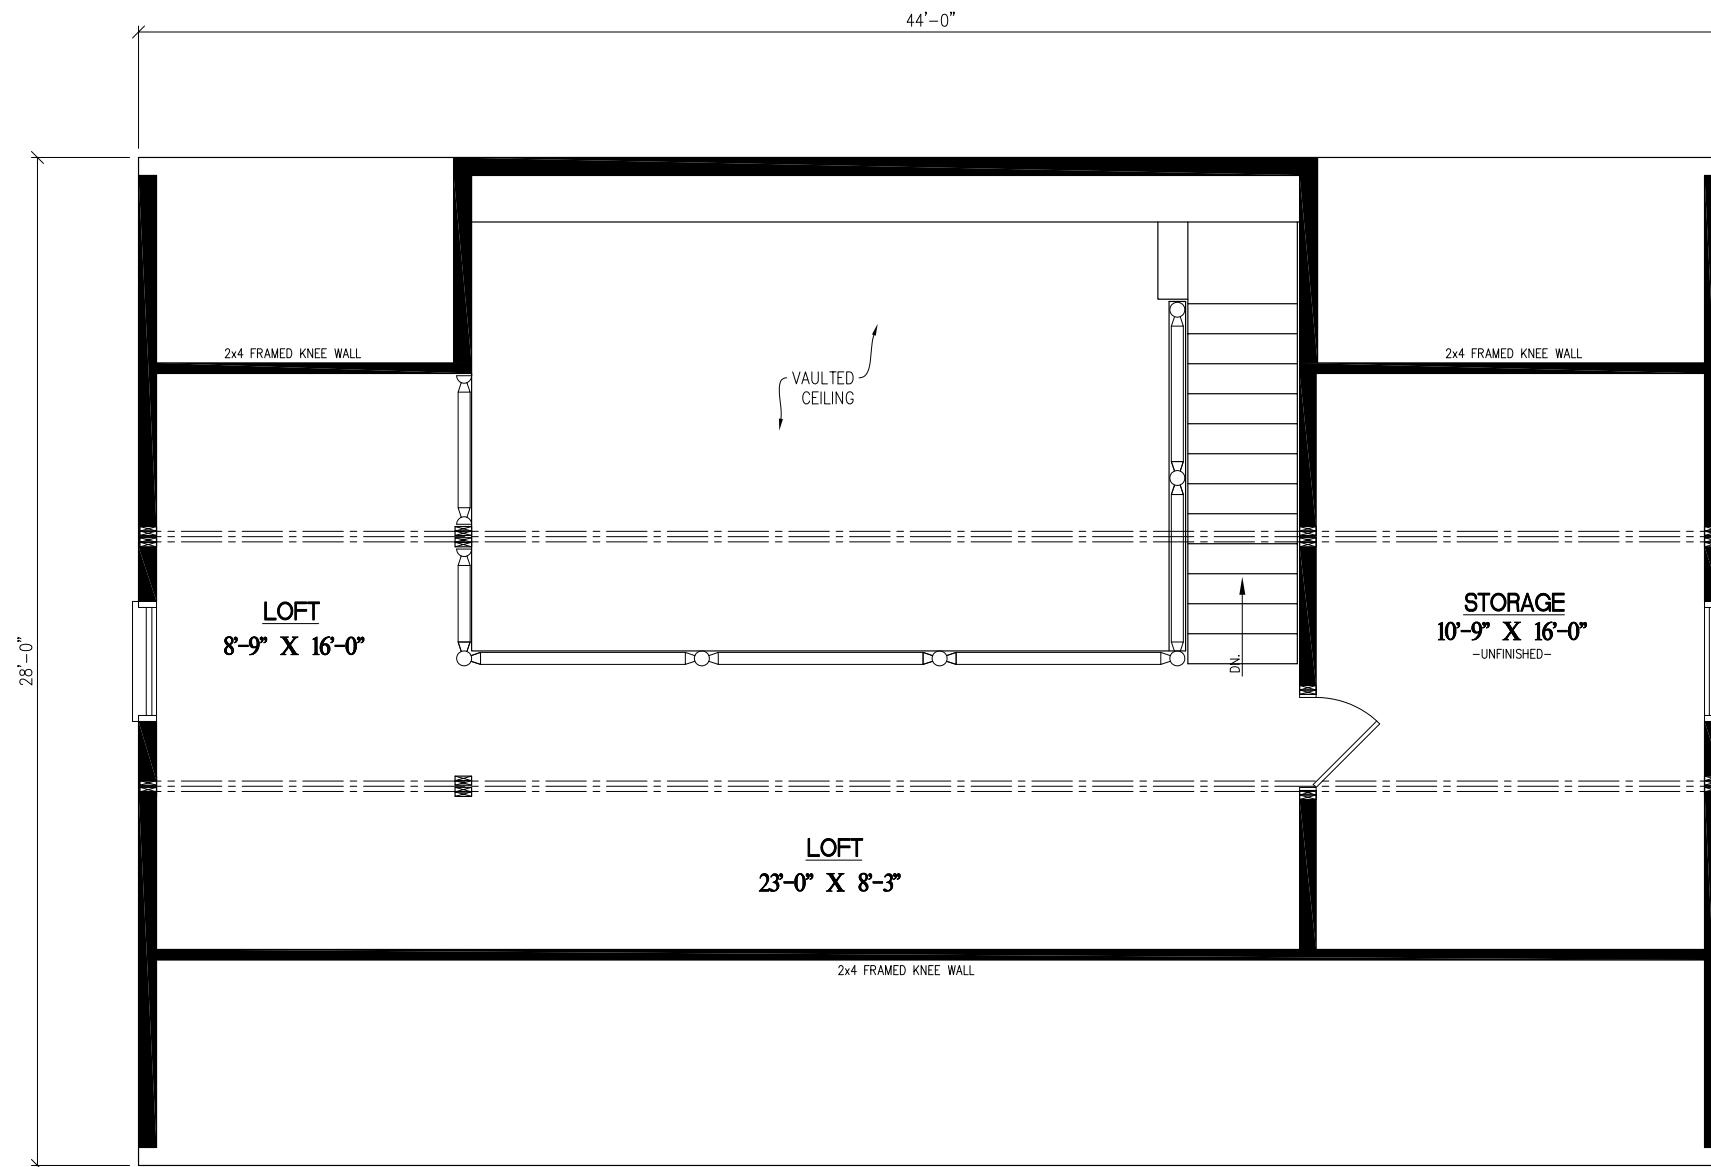 44'-0"
2x4 FRAMED KNEE WALL
2x4 FRAMED KNEE WALL
VAULTED
CEILING
LOFT
8'-9" X 16'-0"
STORAGE
10'-9" X 16'-0"
-UNFINISHED-
28'-0"
DN.
LOFT
23'-0" X 8'-3"
2x4 FRAMED KNEE WALL